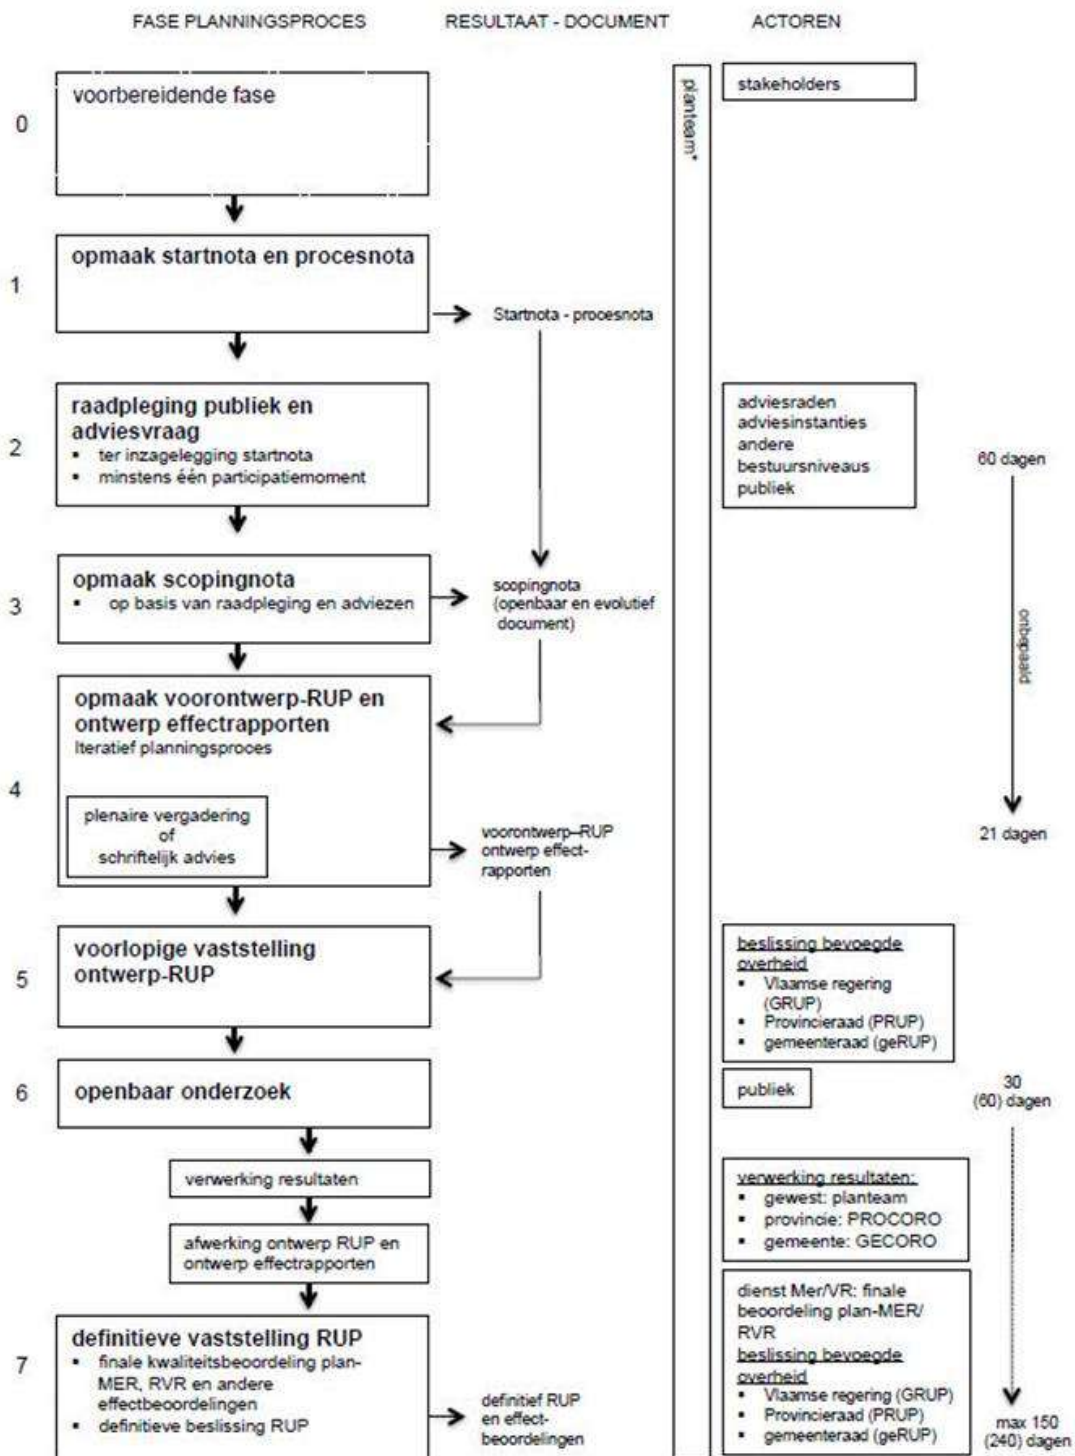 FASE PLANNINGSPROCES
RESULTAAT - DOCUMENT
ACTOREN
planteam*
0
voorbereidende fase
stakeholders
1
opmaak startnota en procesnota
Startnota - procesnota
2
raadpleging publiek en
adviesvraag
▪ ter inzagelegging startnota
▪ minstens één participatiemoment
adviesraden
adviesinstanties
andere
bestuursniveaus
publiek
60 dagen
onbepaald
3
opmaak scopingnota
▪ op basis van raadpleging en adviezen
scopingnota
(openbaar en evolutief
document)
4
opmaak voorontwerp-RUP en
ontwerp effectrapporten
Iteratief planningsproces
plenaire vergadering
of
schriftelijk advies
voorontwerp–RUP
ontwerp effect-
rapporten
21 dagen
5
voorlopige vaststelling
ontwerp-RUP
beslissing bevoegde
overheid
▪ Vlaamse regering
(GRUP)
▪ Provincieraad (PRUP)
▪ gemeenteraad (geRUP)
6
openbaar onderzoek
publiek
30
(60) dagen
verwerking resultaten
verwerking resultaten:
▪ gewest: planteam
▪ provincie: PROCORO
▪ gemeente: GECORO
afwerking ontwerp RUP en
ontwerp effectrapporten
7
definitieve vaststelling RUP
▪ finale kwaliteitsbeoordeling plan-
MER, RVR en andere
effectbeoordelingen
▪ definitieve beslissing RUP
definitief RUP
en effect-
beoordelingen
dienst Mer/VR: finale
beoordeling plan-MER/
RVR
beslissing bevoegde
overheid
▪ Vlaamse regering (GRUP)
▪ Provincieraad (PRUP)
▪ gemeenteraad (geRUP)
max 150
(240) dagen